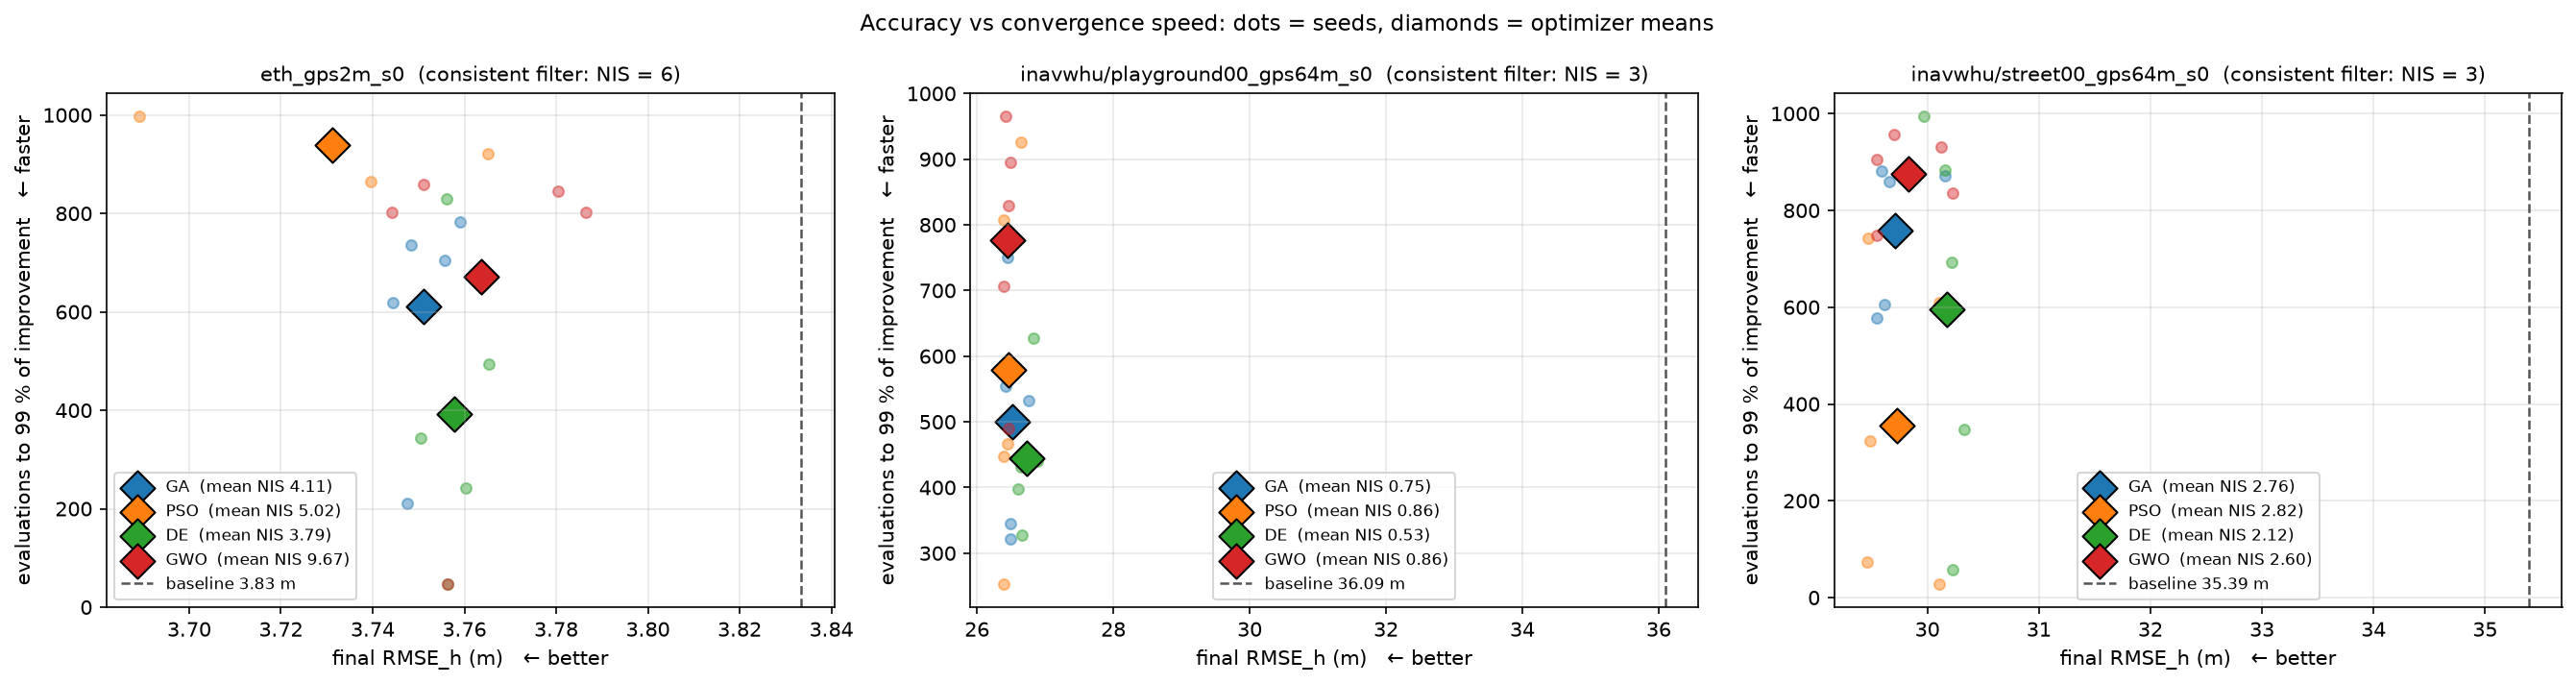 Accuracy vs convergence speed: dots = seeds, diamonds = optimizer means
eth_gps2m_s0 (consistent filter: NIS = 6)
evaluations to 99 % of improvement ← faster
1000
800
600
400
200
0
GA (mean NIS 4.11)
PSO (mean NIS 5.02)
DE (mean NIS 3.79)
GWO (mean NIS 9.67)
baseline 3.83 m
3.70 3.72 3.74 3.76 3.78 3.80 3.82 3.84
final RMSE_h (m) ← better
inavwhu/playground00_gps64m_s0 (consistent filter: NIS = 3)
evaluations to 99 % of improvement ← faster
1000
900
800
700
600
500
400
300
GA (mean NIS 0.75)
PSO (mean NIS 0.86)
DE (mean NIS 0.53)
GWO (mean NIS 0.86)
baseline 36.09 m
26 28 30 32 34 36
final RMSE_h (m) ← better
inavwhu/street00_gps64m_s0 (consistent filter: NIS = 3)
evaluations to 99 % of improvement ← faster
1000
800
600
400
200
0
GA (mean NIS 2.76)
PSO (mean NIS 2.82)
DE (mean NIS 2.12)
GWO (mean NIS 2.60)
baseline 35.39 m
30 31 32 33 34 35
final RMSE_h (m) ← better